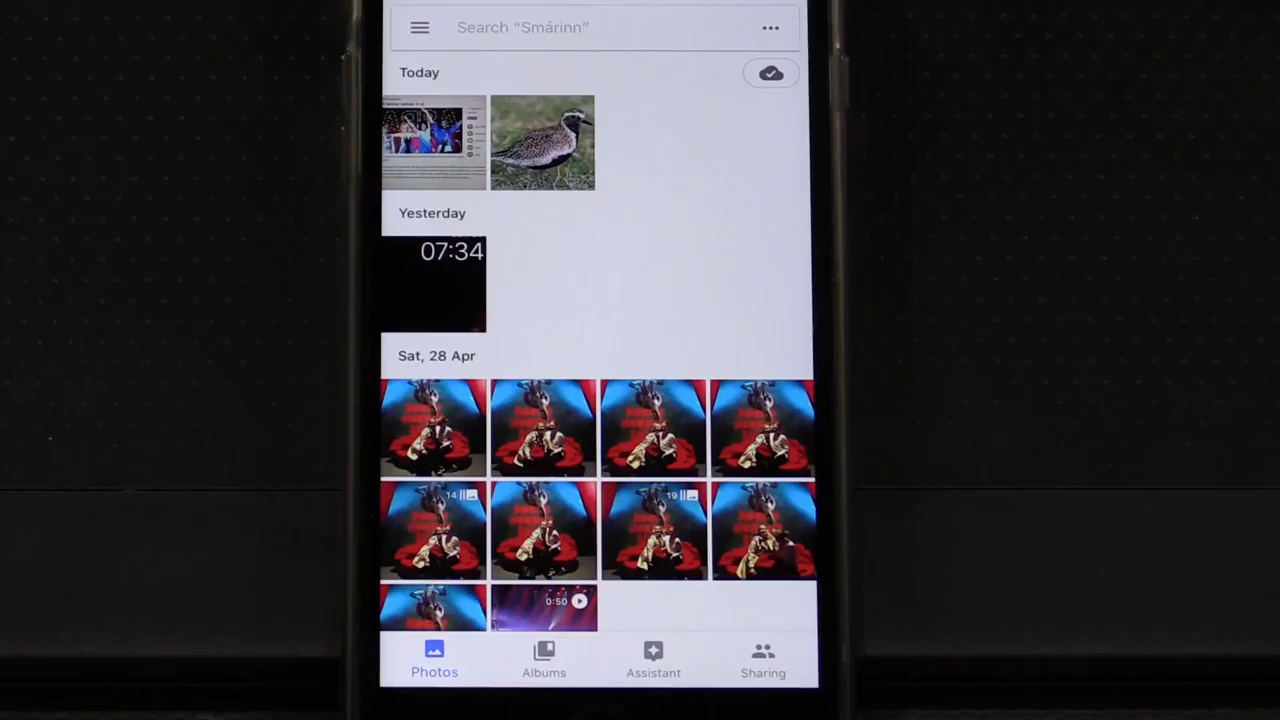 Search “Smárinn”
Today
Yesterday
07:34
Sat, 28 Apr
14
19
0:50
Photos
Albums
Assistant
Sharing